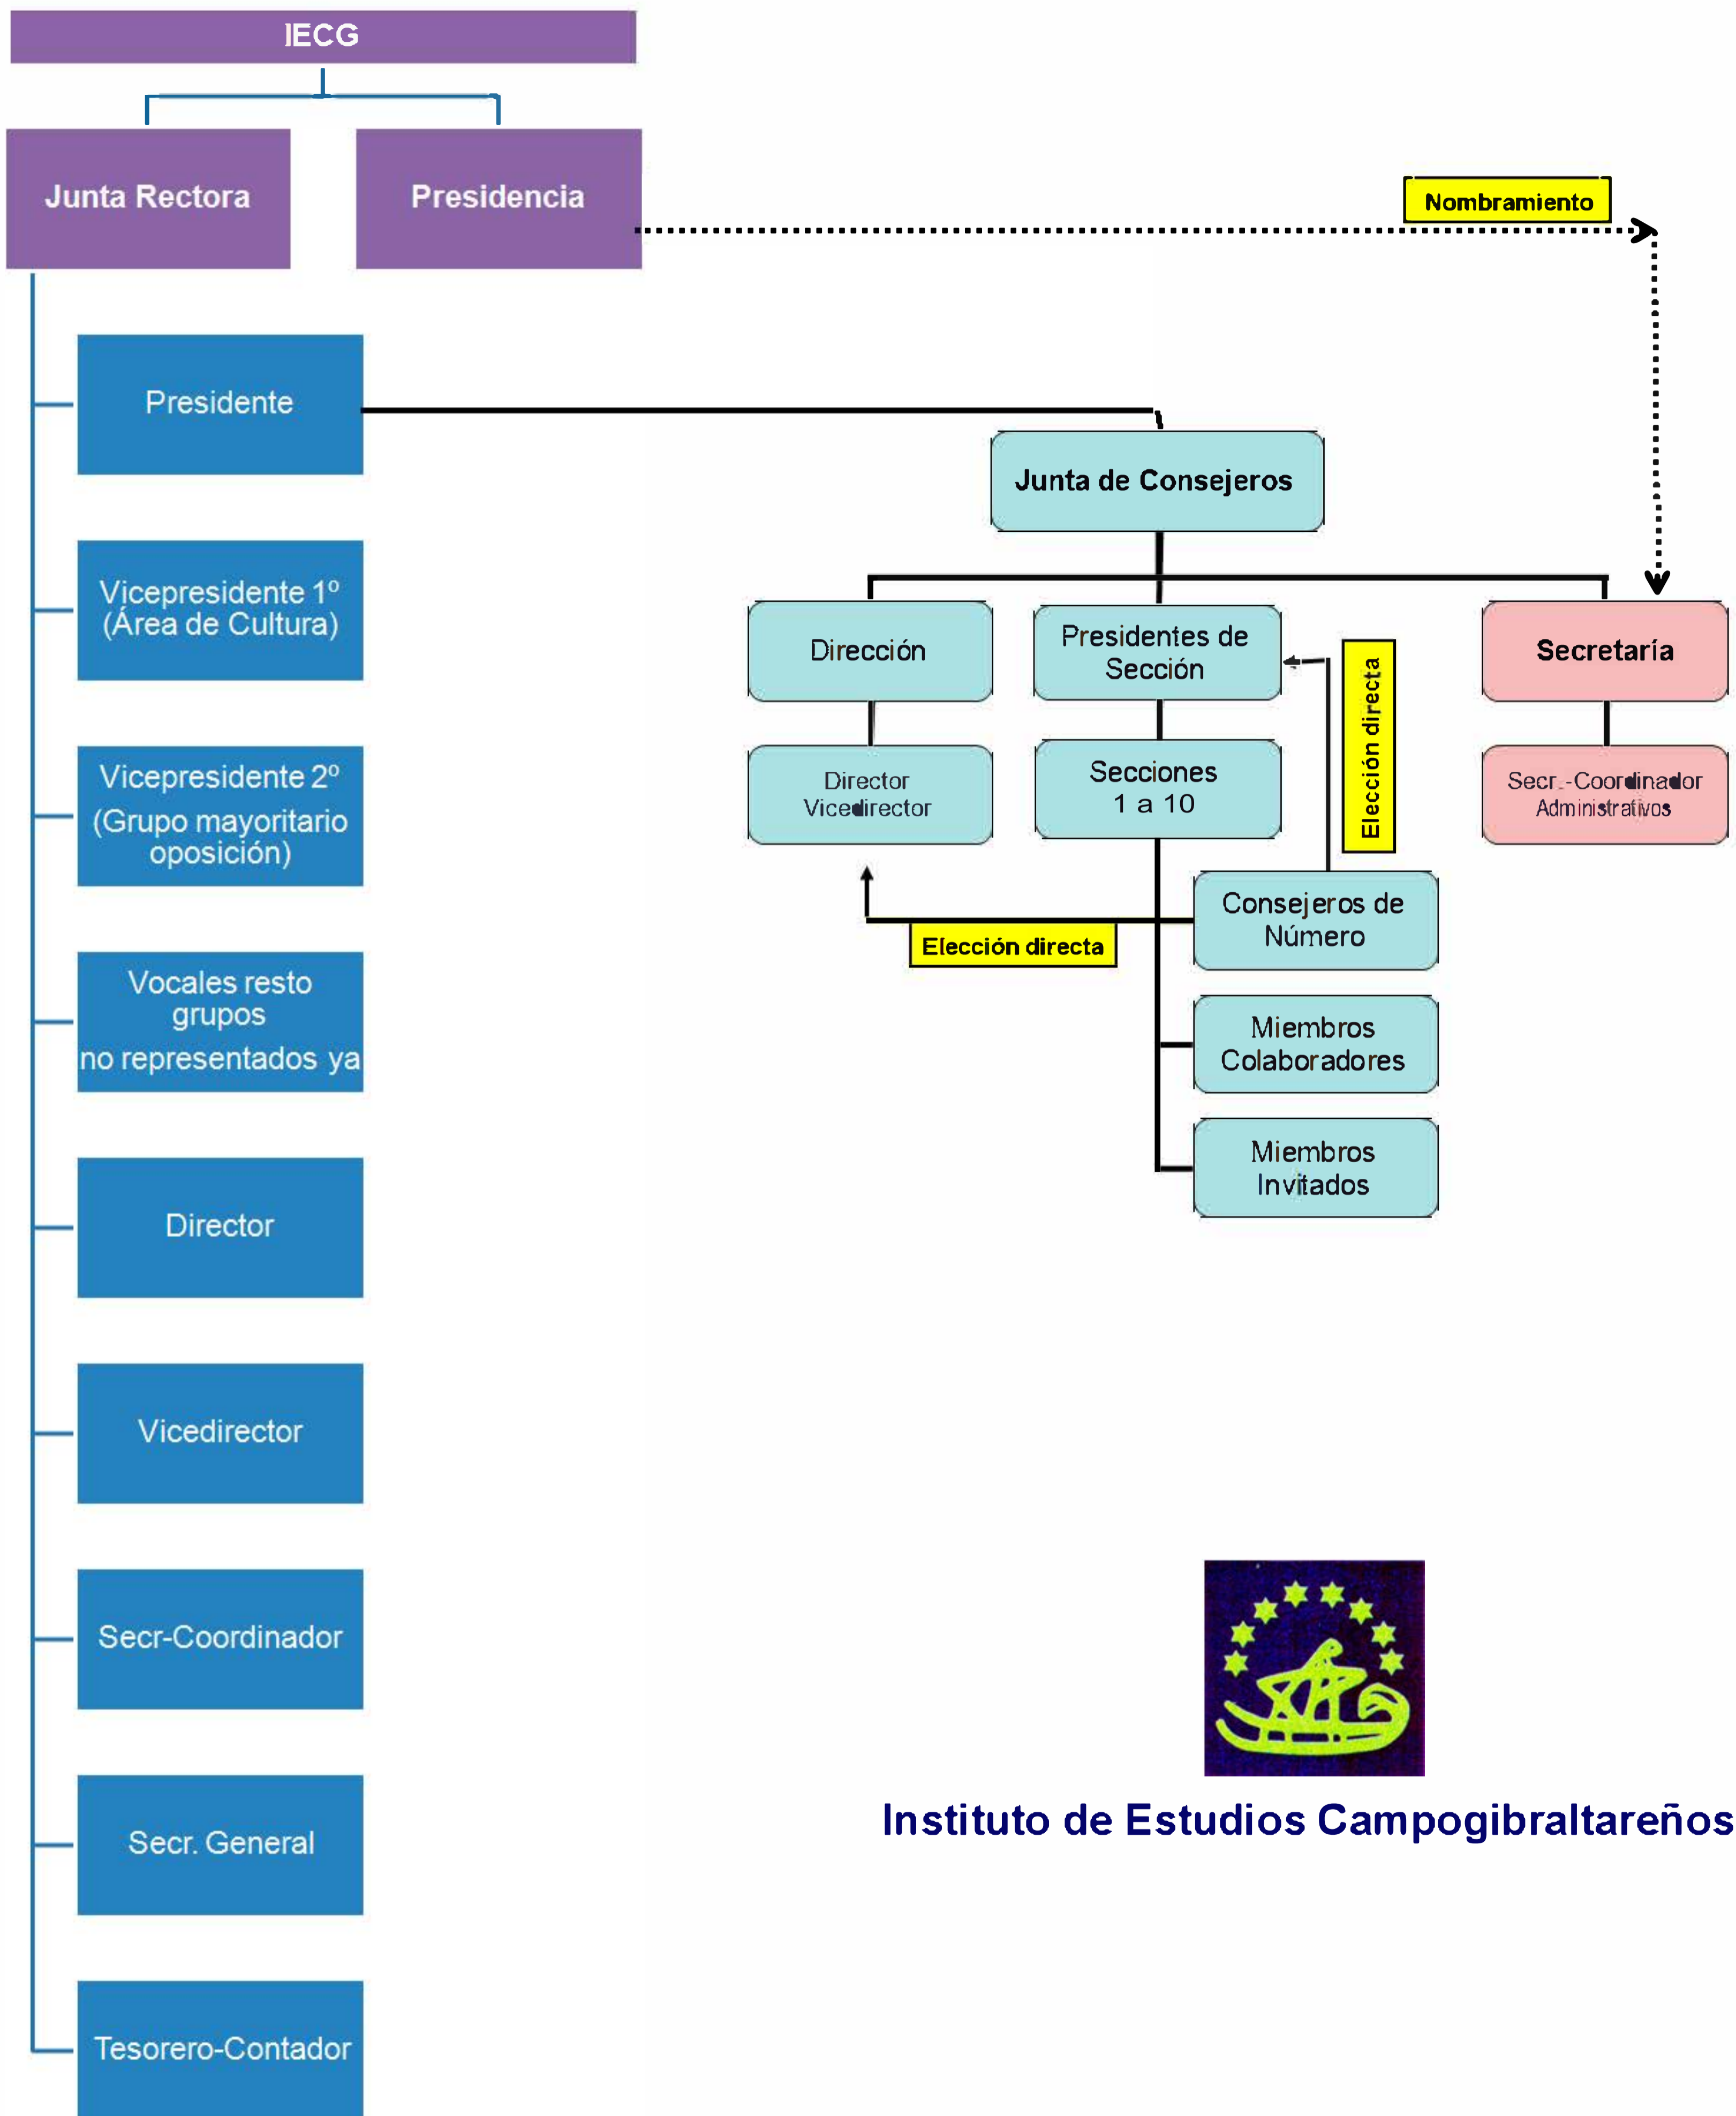 IECG
Junta Rectora
Presidencia
Nombramiento
Presidente
Junta de Consejeros
Vicepresidente 1º
(Área de Cultura)
Dirección
Presidentes de
Sección
Elección directa
Secretaría
Vicepresidente 2º
(Grupo mayoritario
oposición)
Director
Vicedirector
Secciones
1 a 10
Secr.-Coordinador
Administrativos
Consejeros de
Número
Elección directa
Vocales resto
grupos
no representados ya
Miembros
Colaboradores
Miembros
Invitados
Director
Vicedirector
Secr-Coordinador
Secr. General
Tesorero-Contador
Instituto de Estudios Campogibraltareños